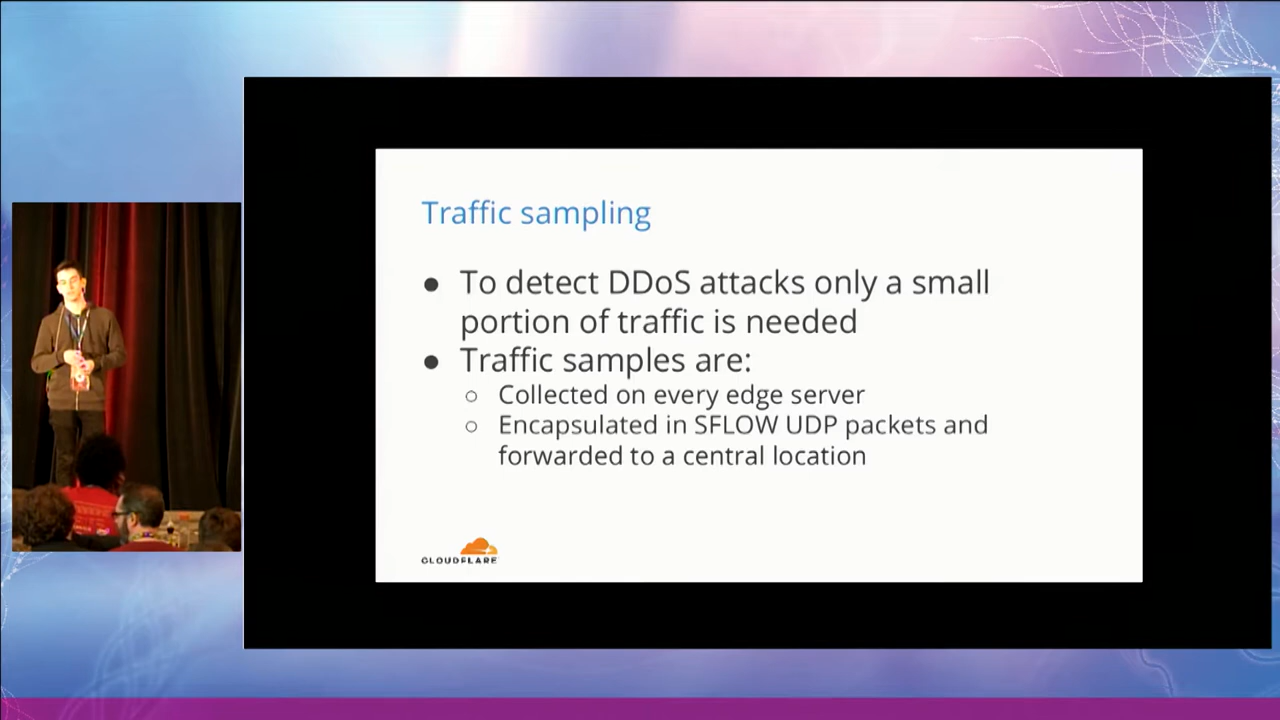 Traffic sampling
● To detect DDoS attacks only a small
portion of traffic is needed
● Traffic samples are:
○ Collected on every edge server
○ Encapsulated in SFLOW UDP packets and
forwarded to a central location
CLOUDFLARE